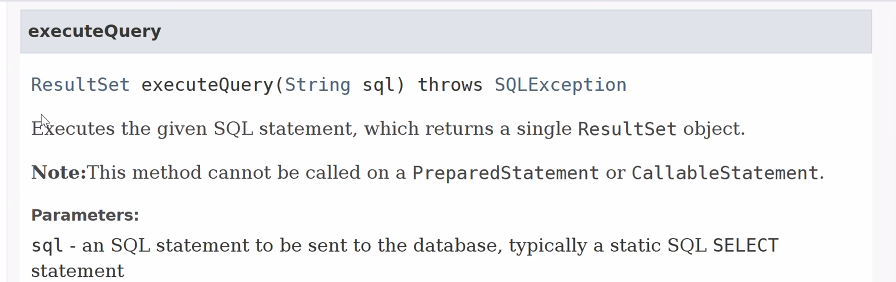 executeQuery
ResultSet executeQuery(String sql) throws SQLException
Executes the given SQL statement, which returns a single ResultSet object.
Note:This method cannot be called on a PreparedStatement or CallableStatement.
Parameters:
sql - an SQL statement to be sent to the database, typically a static SQL SELECT
statement